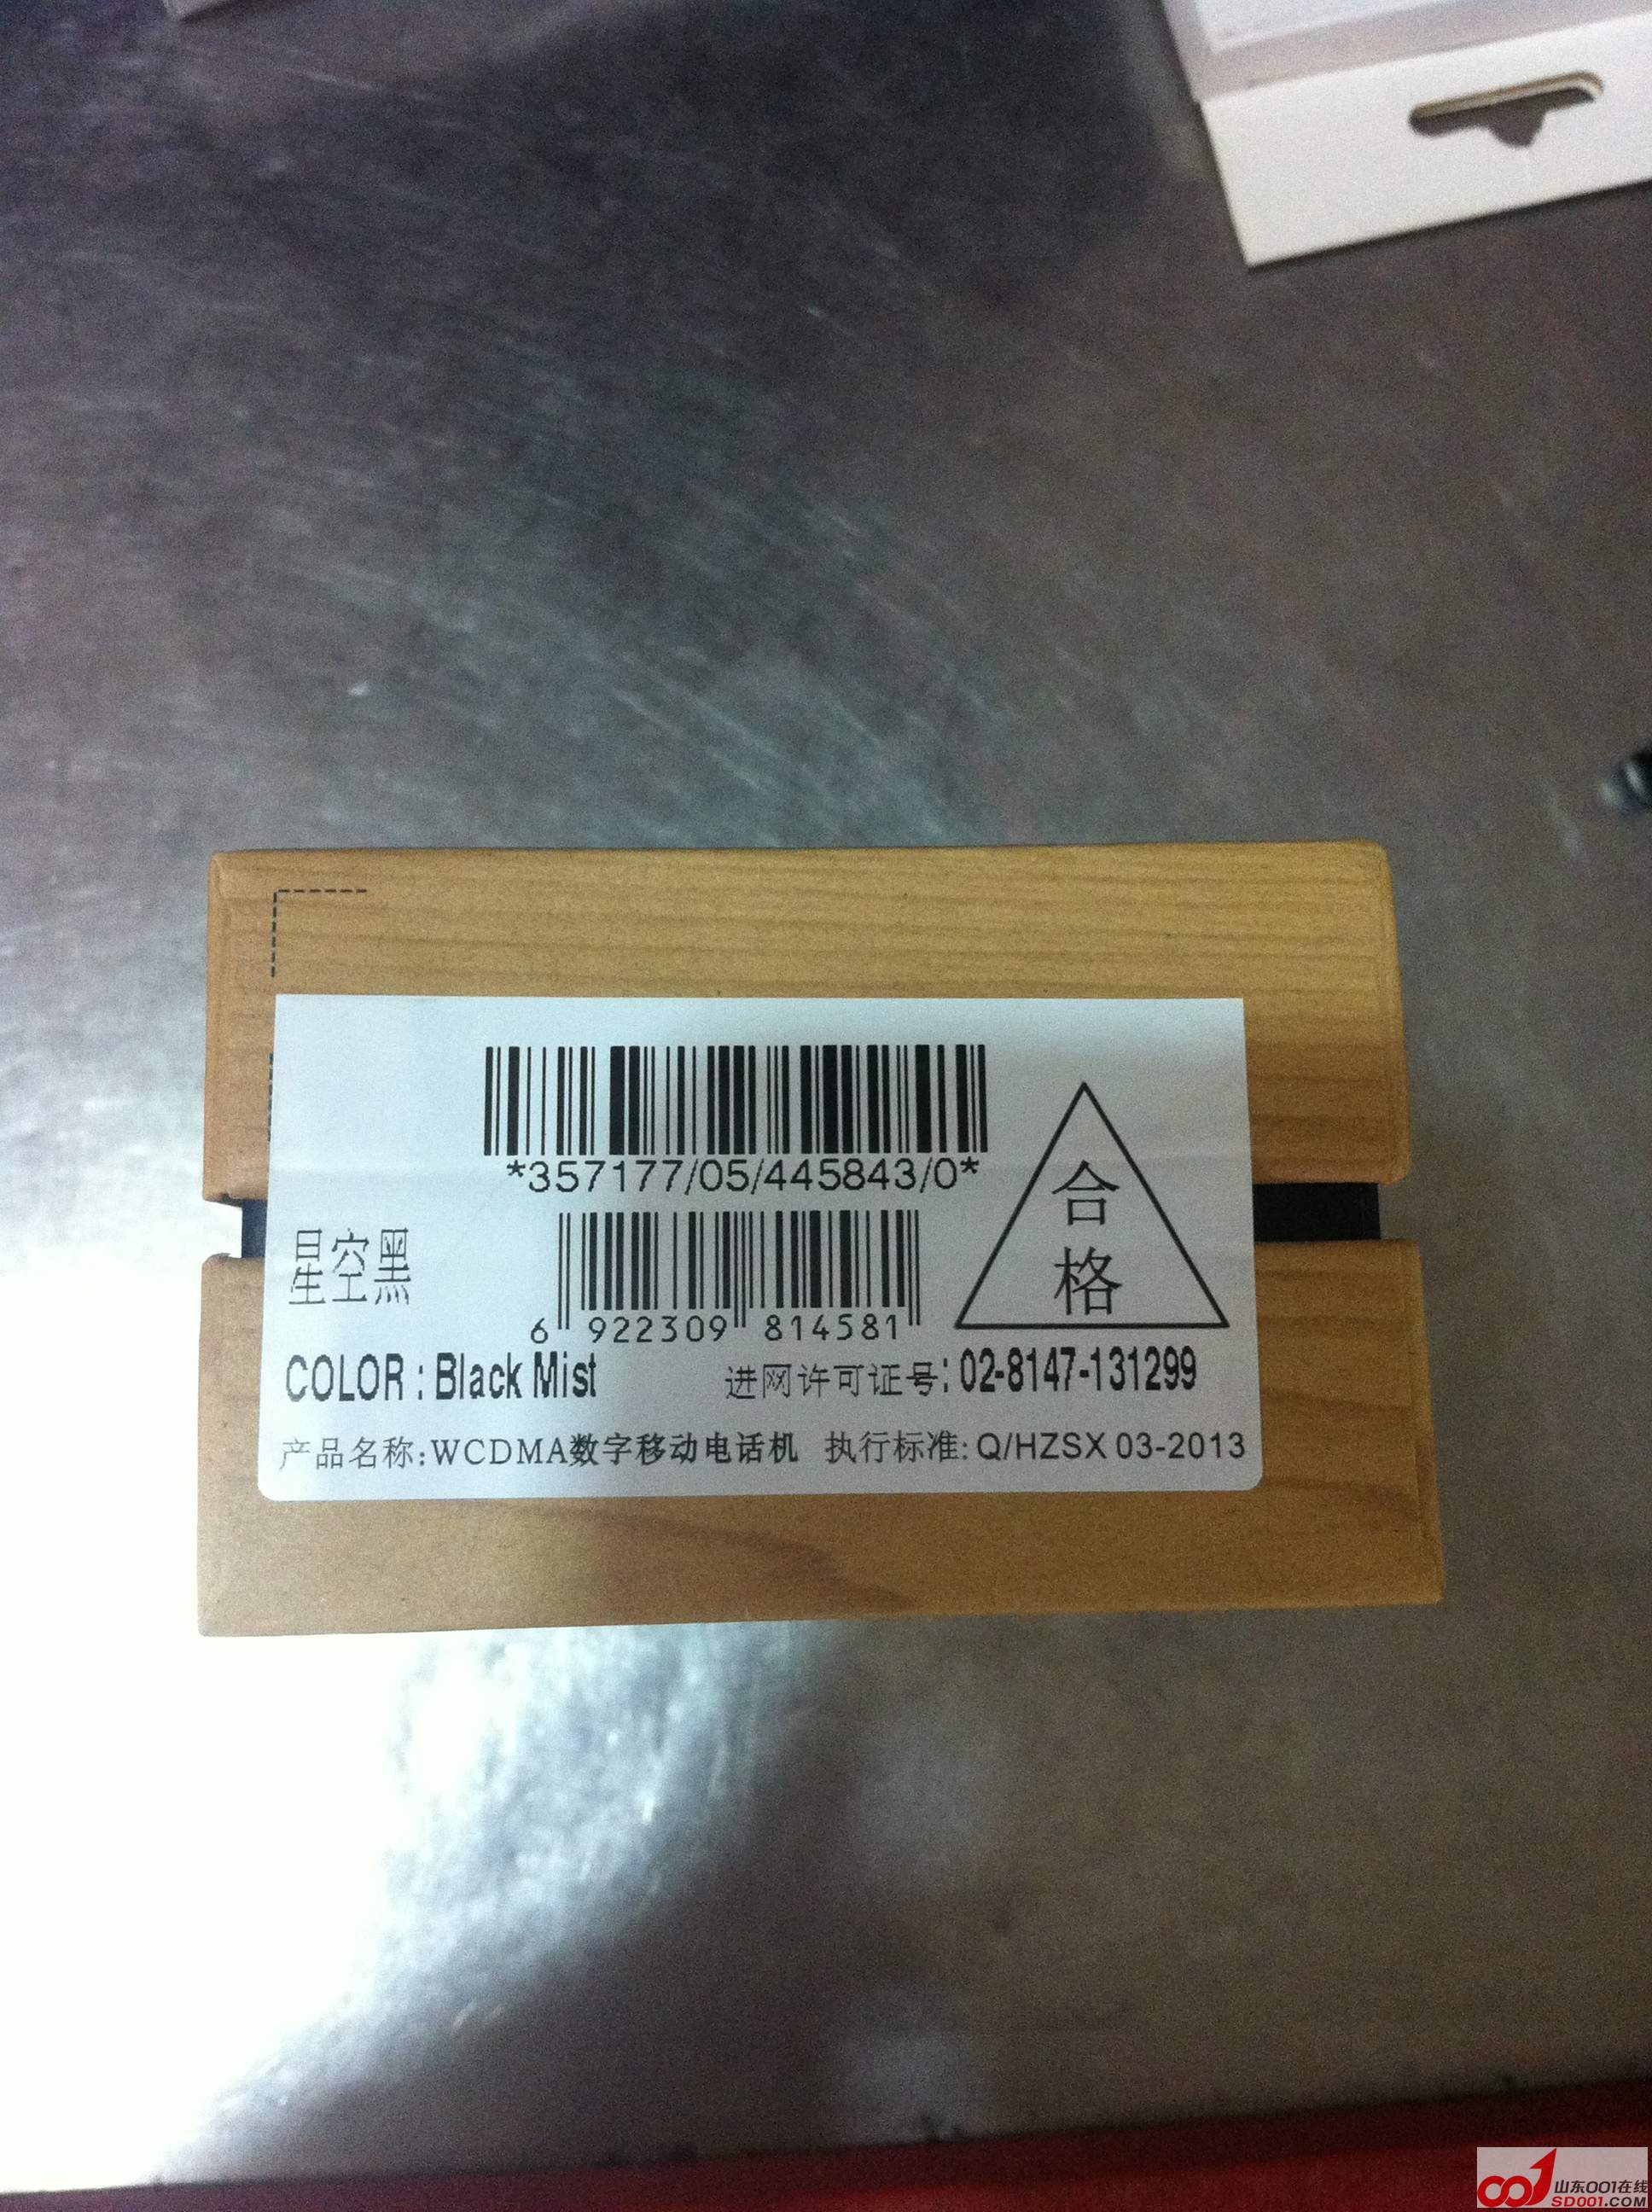 *357177/05/445843/0*
合
格
星空黑
6 922309 814581
COLOR : Black Mist
进网许可证号: 02-8147-131299
产品名称:WCDMA数字移动电话机 执行标准: Q/HZSX 03-2013
山东001在线
SD001.COM